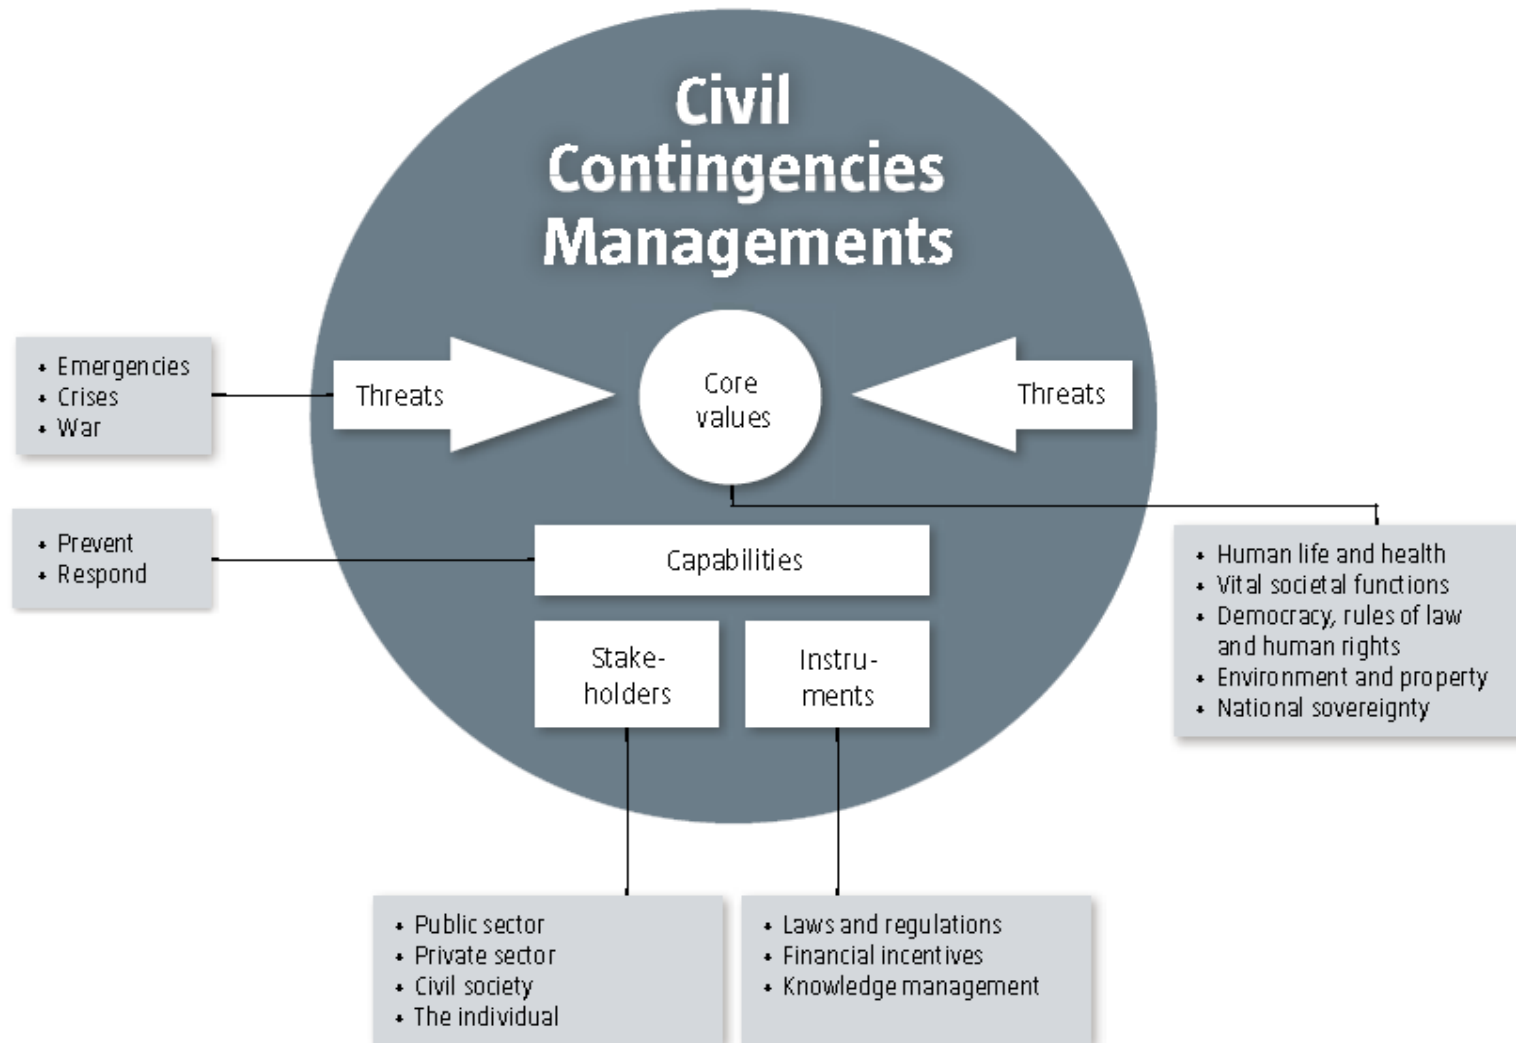 Civil
Contingencies
Managements
• Emergencies
• Crises
• War
Threats
Core
values
Threats
• Prevent
• Respond
Capabilities
• Human life and health
• Vital societal functions
• Democracy, rules of law
and human rights
• Environment and property
• National sovereignty
Stake-
holders
Instru-
ments
• Public sector
• Private sector
• Civil society
• The individual
• Laws and regulations
• Financial incentives
• Knowledge management